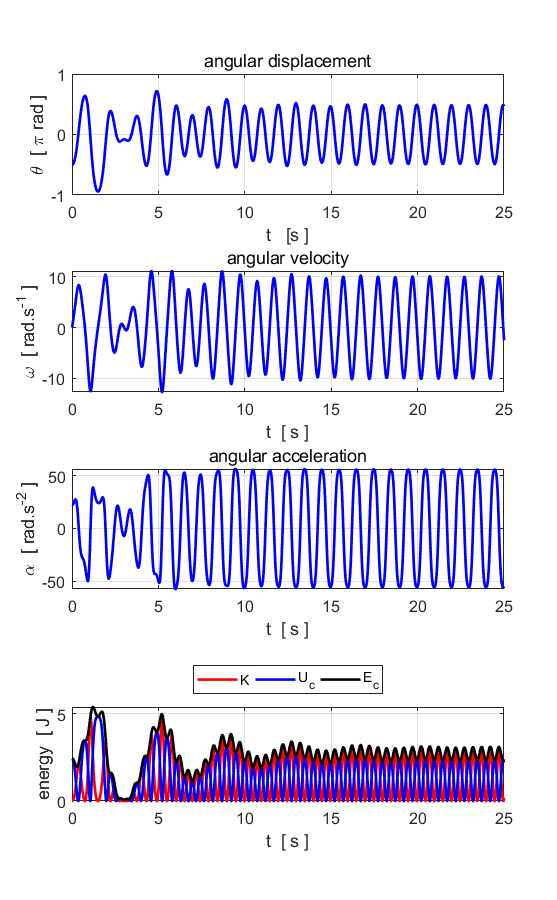 angular displacement
1
0
-1
θ [ π rad ]
0 5 10 15 20 25
t [s ]
angular velocity
10
0
-10
ω [ rad.s-1 ]
0 5 10 15 20 25
t [ s ]
angular acceleration
50
0
-50
α [ rad.s-2 ]
0 5 10 15 20 25
t [ s ]
K Uc Ec
5
0
energy [ J ]
0 5 10 15 20 25
t [ s ]